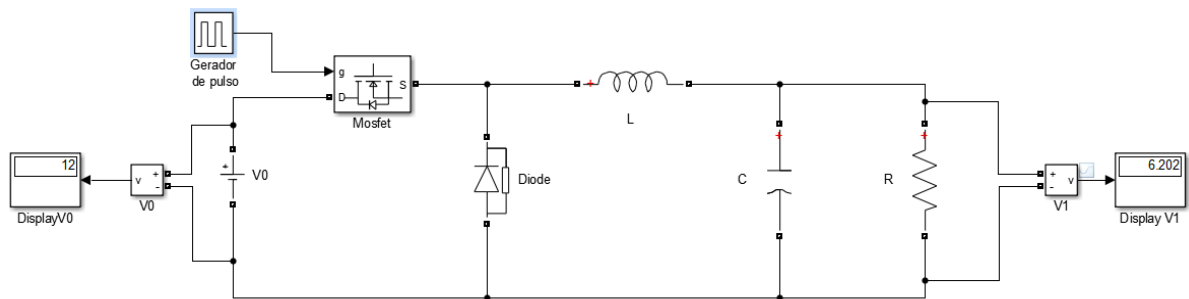 Gerador
de pulso
g
D
S
Mosfet
+
L
+
12
DisplayV0
v
+
-
V0
+
V0
Diode
C
+
R
+
-
v
V1
6.202
Display V1